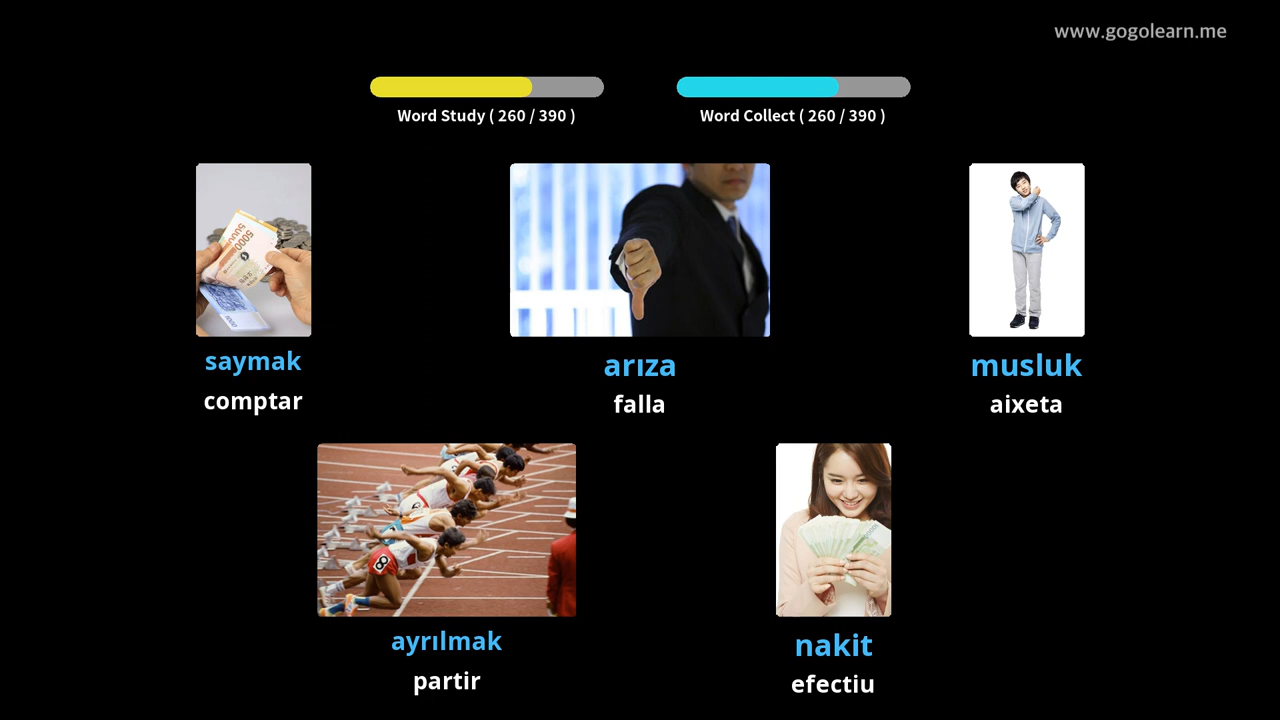 www.gogolearn.me
Word Study ( 260 / 390 )
Word Collect ( 260 / 390 )
saymak
comptar
arıza
falla
musluk
aixeta
ayrılmak
partir
nakit
efectiu